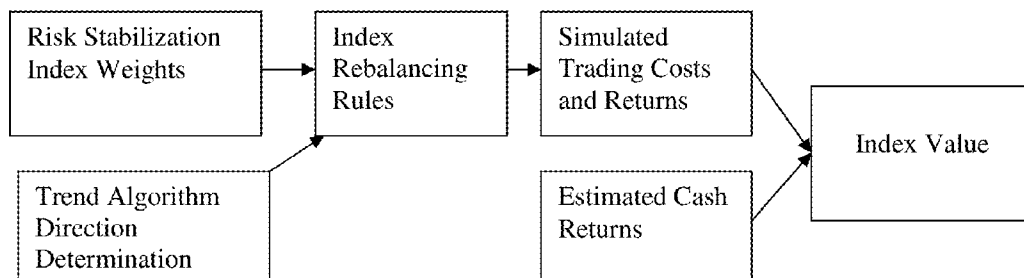 Risk Stabilization
Index Weights
Index
Rebalancing
Rules
Simulated
Trading Costs
and Returns
Index Value
Trend Algorithm
Direction
Determination
Estimated Cash
Returns